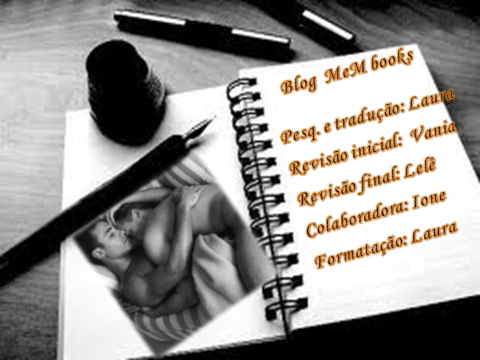 Blog MeM books
Pesq. e tradução: Laura
Revisão inicial: Vania
Revisão final: Lelê
Colaboradora: Ione
Formatação: Laura